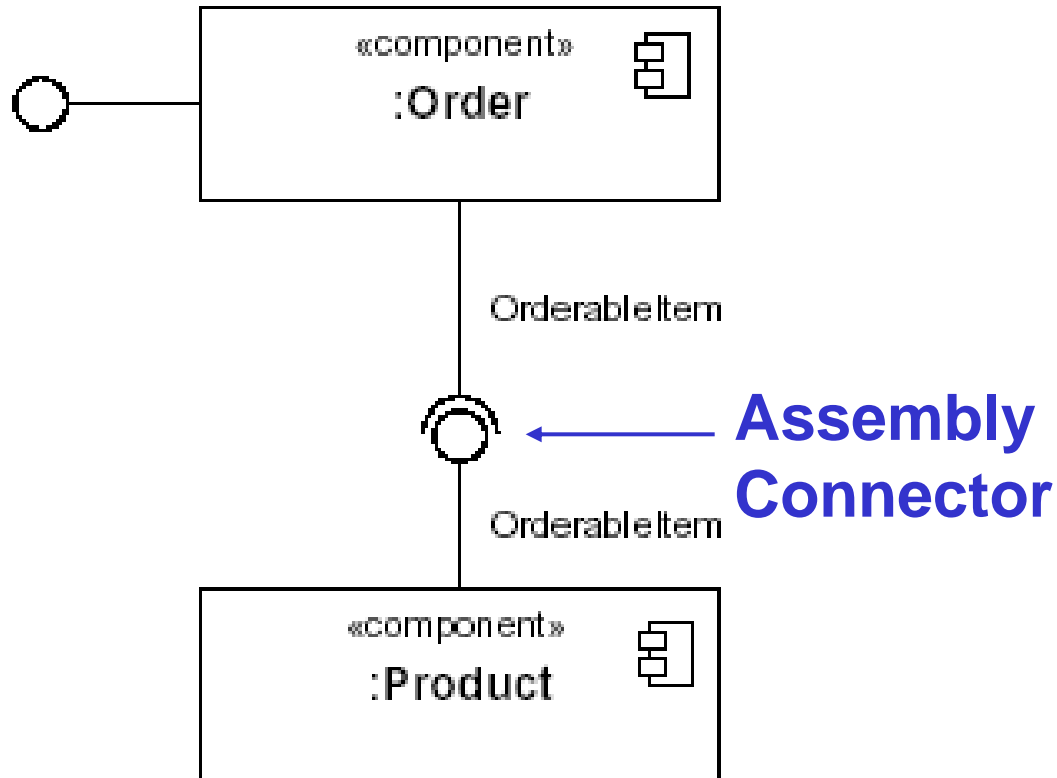 «component»
:Order
OrderableItem
Assembly
Connector
OrderableItem
«component»
:Product